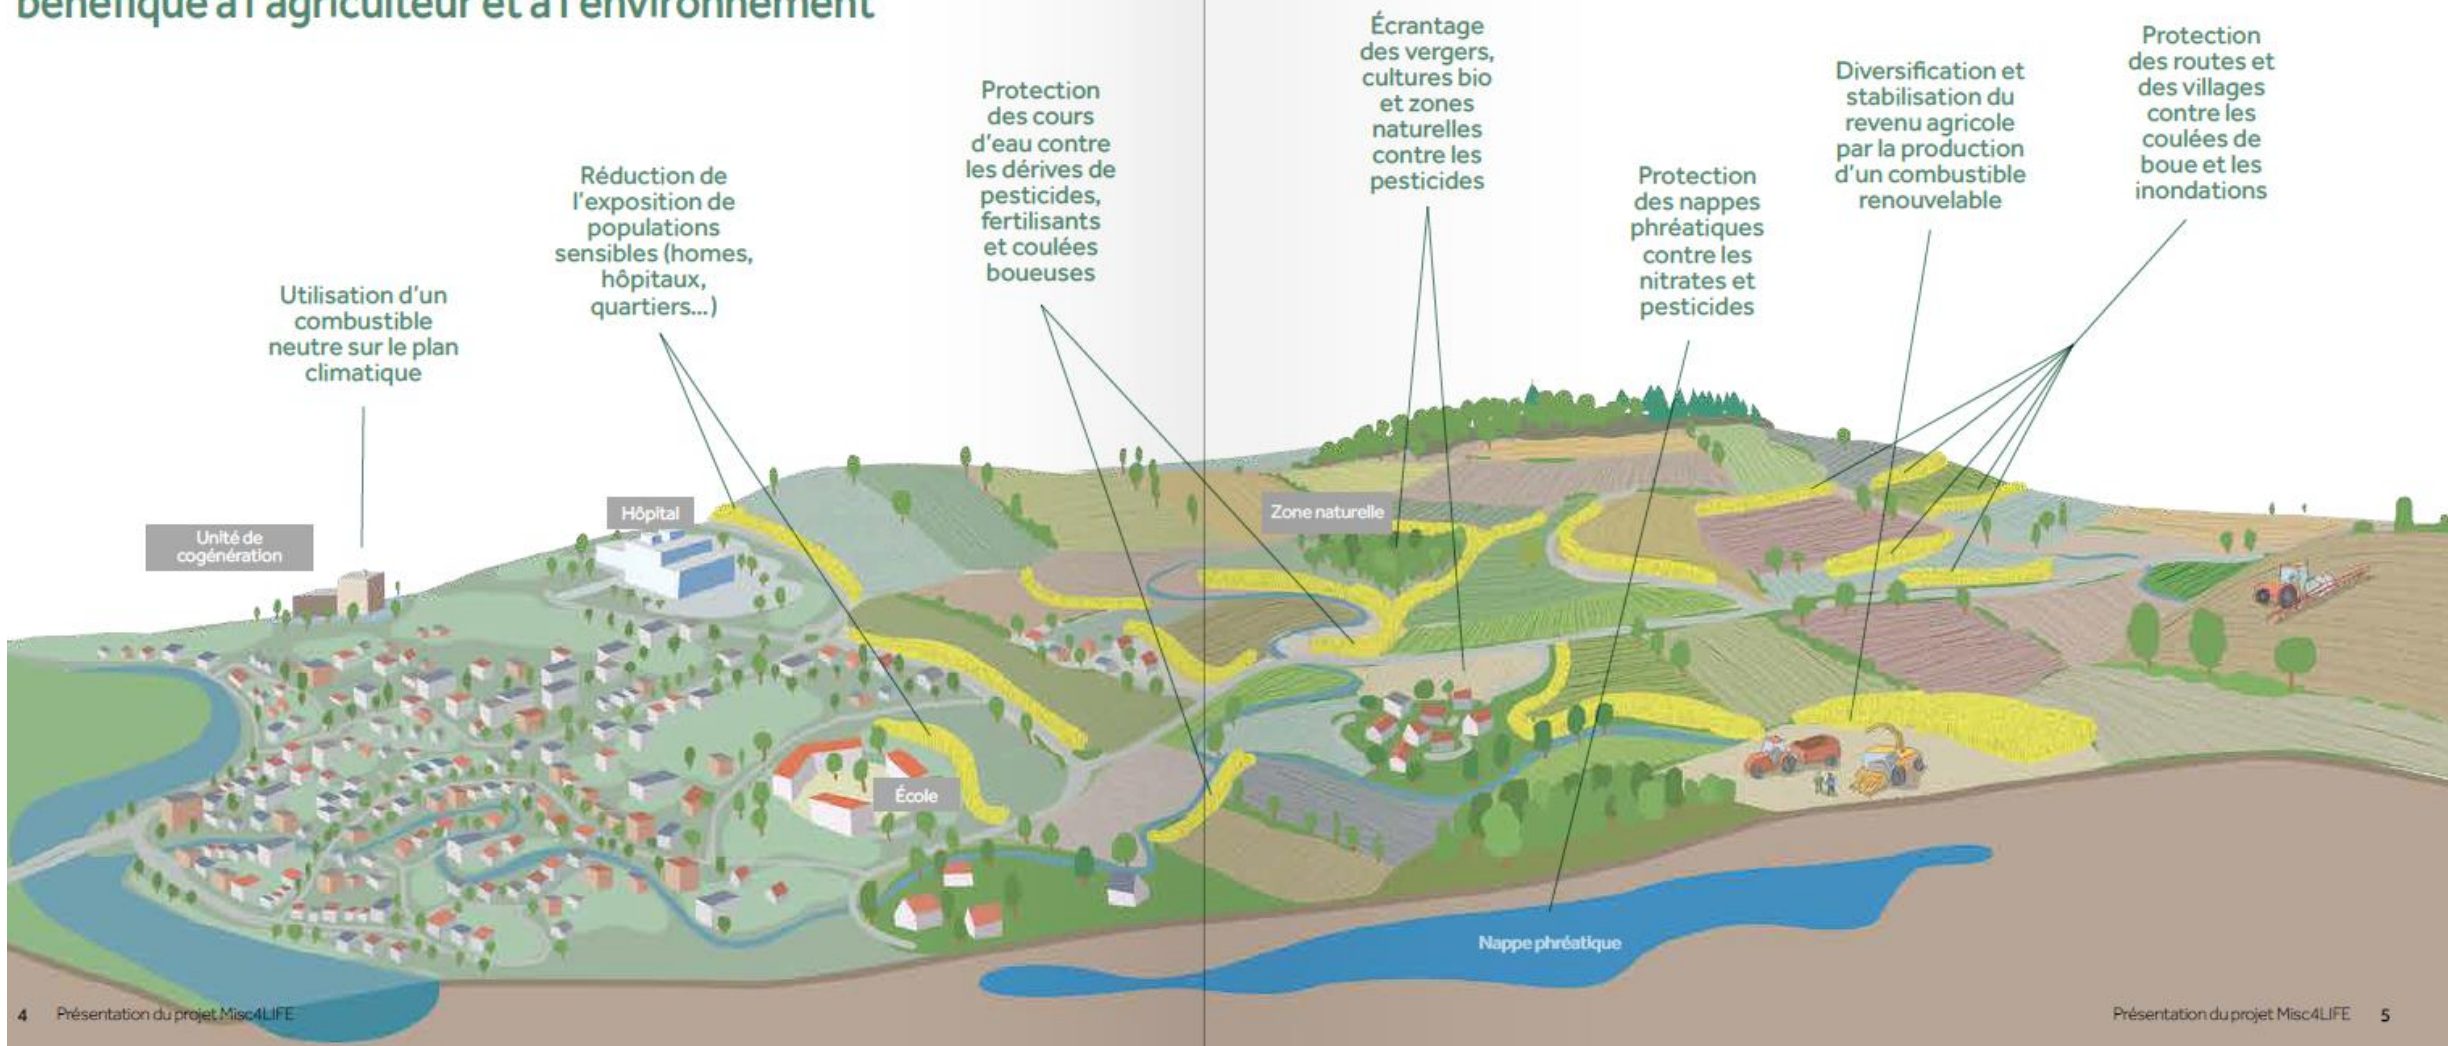 bénéfique à l'agriculteur et à l'environnement
Utilisation d'un
combustible
neutre sur le plan
climatique
Réduction de
l'exposition de
populations
sensibles (homes,
hôpitaux,
quartiers...)
Protection
des cours
d'eau contre
les dérives de
pesticides,
fertilisants
et coulées
boueuses
Écrantage
des vergers,
cultures bio
et zones
naturelles
contre les
pesticides
Protection
des nappes
phréatiques
contre les
nitrates et
pesticides
Diversification et
stabilisation du
revenu agricole
par la production
d'un combustible
renouvelable
Protection
des routes et
des villages
contre les
coulées de
boue et les
inondations
Unité de
cogénération
Hôpital
Zone naturelle
École
Nappe phréatique
4 Présentation du projet Misc4LIFE
Présentation du projet Misc4LIFE 5